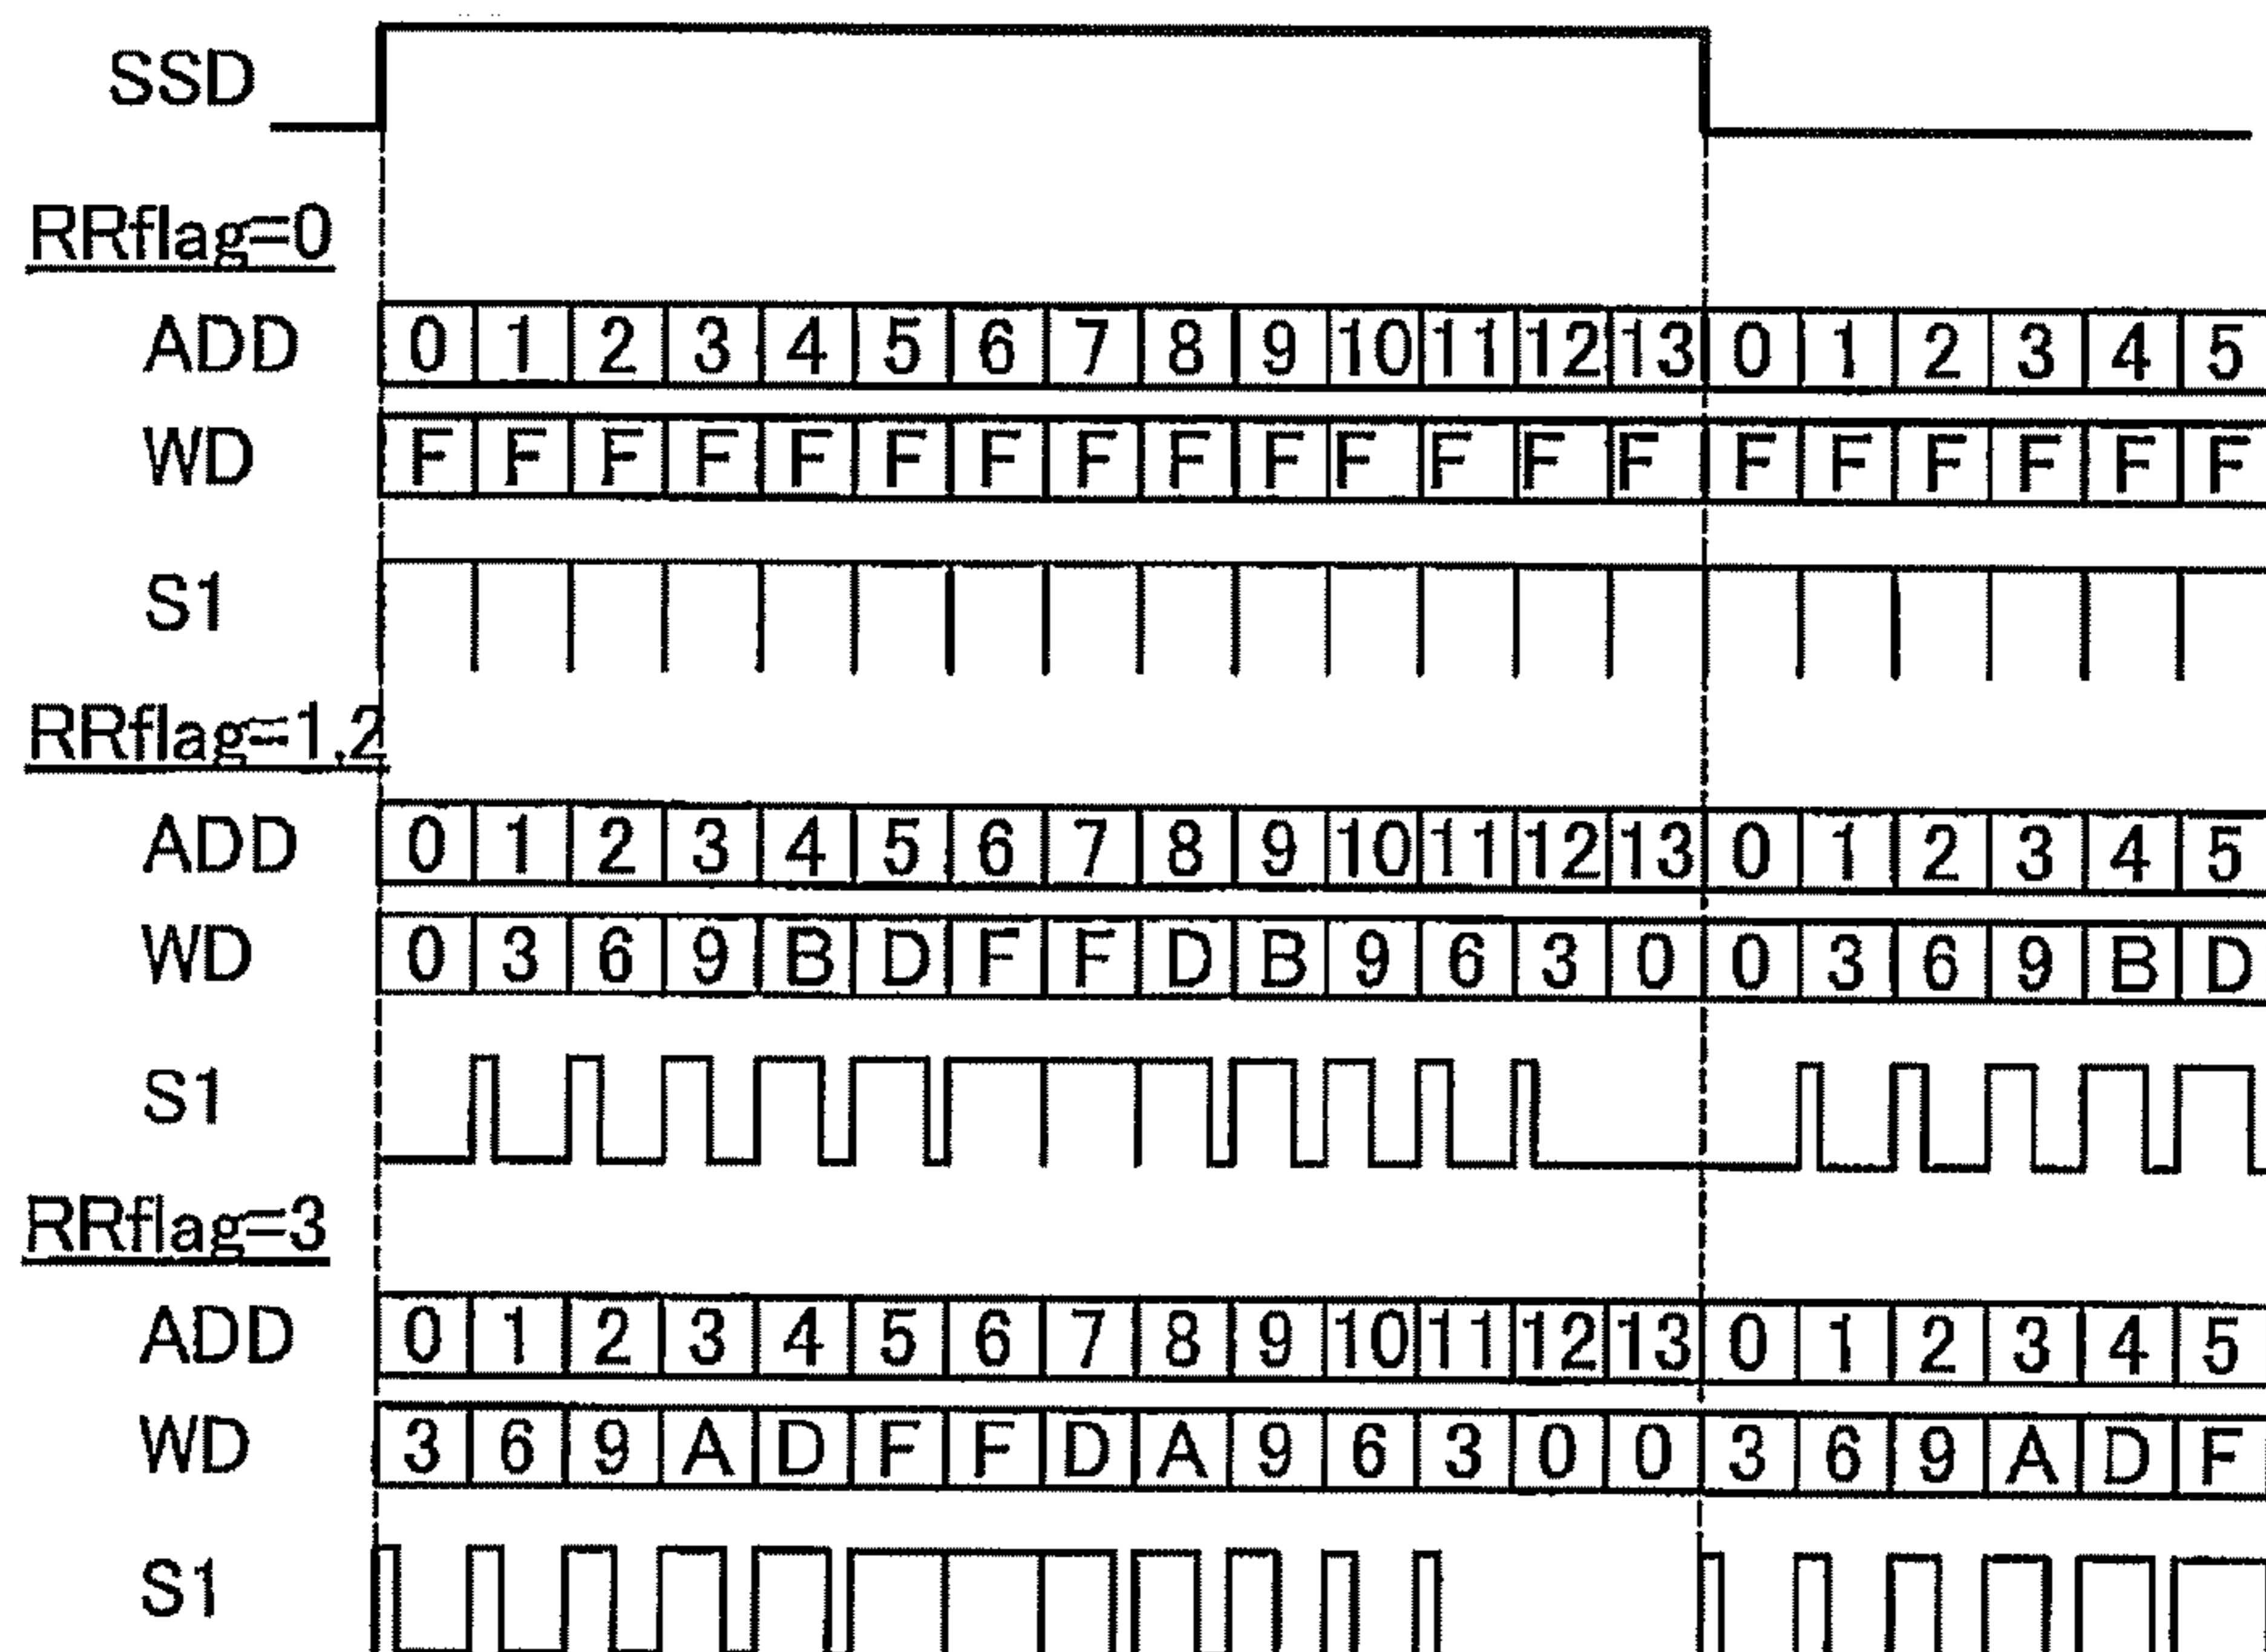 SSD
RRflag=0
ADD 0 1 2 3 4 5 6 7 8 9 10 11 12 13 0 1 2 3 4 5
WD F F F F F F F F F F F F F F F F F F F F
S1
RRflag=1,2
ADD 0 1 2 3 4 5 6 7 8 9 10 11 12 13 0 1 2 3 4 5
WD 0 3 6 9 B D F F D B 9 6 3 0 0 3 6 9 B D
S1
RRflag=3
ADD 0 1 2 3 4 5 6 7 8 9 10 11 12 13 0 1 2 3 4 5
WD 3 6 9 A D F F D A 9 6 3 0 0 3 6 9 A D F
S1